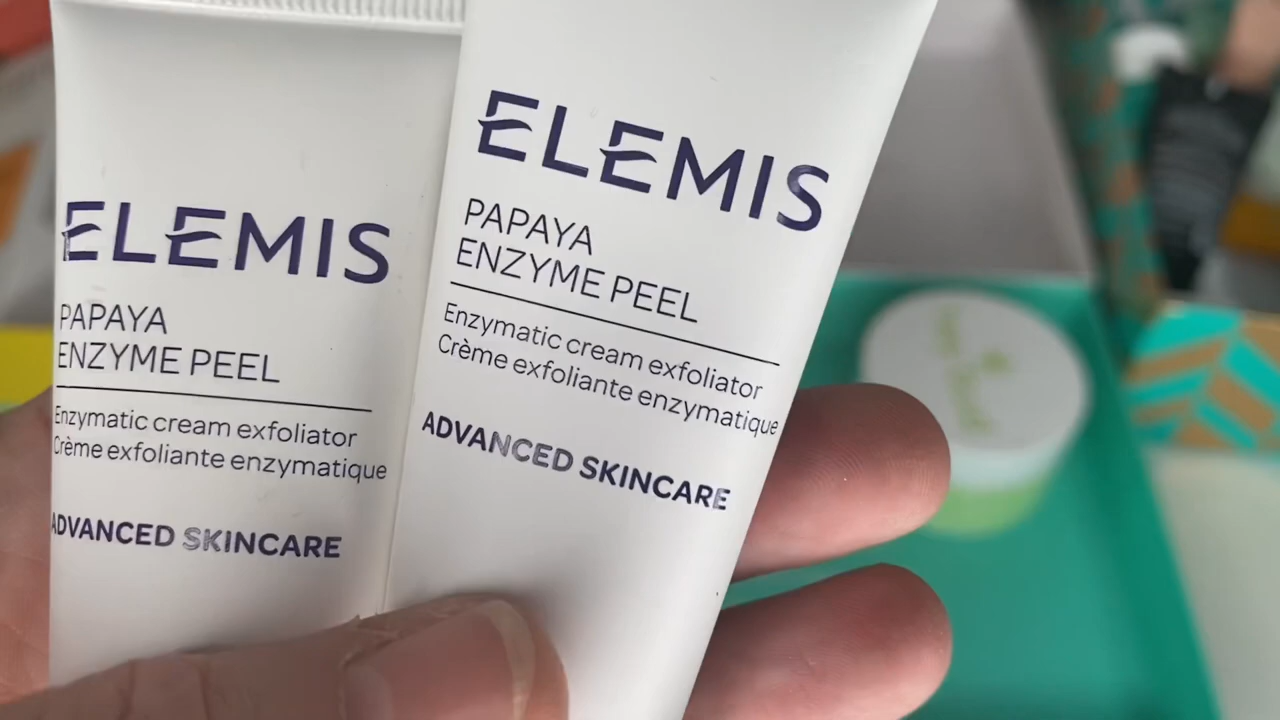 ELEMIS
PAPAYA
ENZYME PEEL
Enzymatic cream exfoliator
Crème exfoliante enzymatique
ADVANCED SKINCARE
ELEMIS
PAPAYA
ENZYME PEEL
Enzymatic cream exfoliator
Crème exfoliante enzymatique
ADVANCED SKINCARE